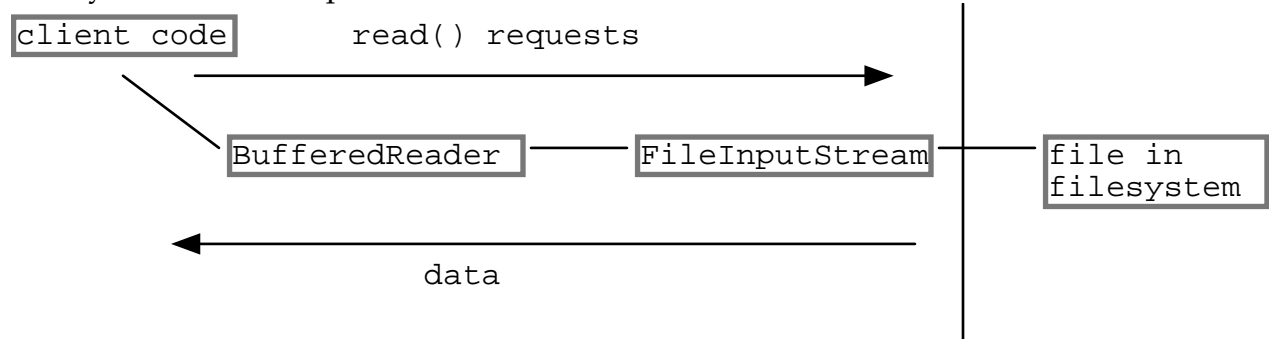 client code
read() requests
BufferedReader
FileInputStream
file in
filesystem
data